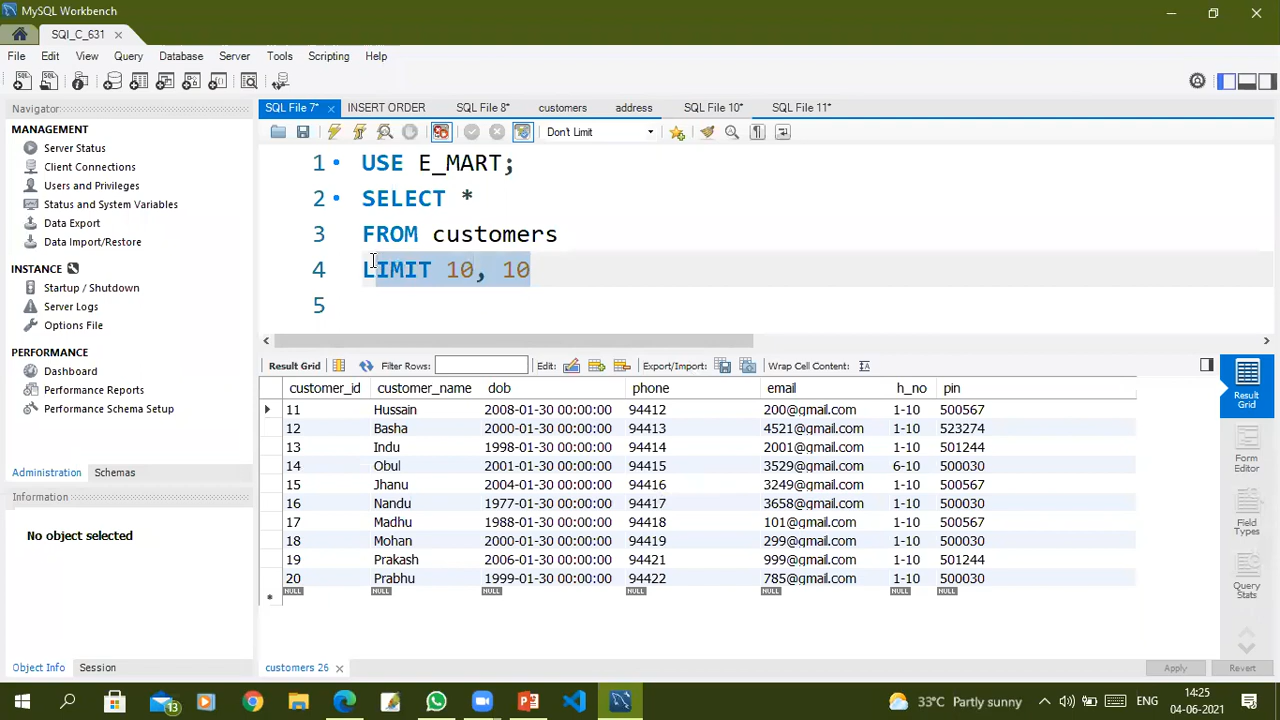 MySQL Workbench
SQl_C_631
File Edit View Query Database Server Tools Scripting Help
Navigator
MANAGEMENT
Server Status
Client Connections
Users and Privileges
Status and System Variables
Data Export
Data Import/Restore
INSTANCE
Startup / Shutdown
Server Logs
Options File
PERFORMANCE
Dashboard
Performance Reports
Performance Schema Setup
Administration Schemas
Information
No object selected
Object Info Session
SQL File 7* INSERT ORDER SQL File 8* customers address SQL File 10* SQL File 11*
Don't Limit
1 USE E_MART;
2 SELECT *
3 FROM customers
4 LIMIT 10, 10
5
Result Grid Filter Rows: Edit: Export/Import: Wrap Cell Content:
customer_id customer_name dob phone email h_no pin
11 Hussain 2008-01-30 00:00:00 94412 200@gmail.com 1-10 500567
12 Basha 2000-01-30 00:00:00 94413 4521@gmail.com 1-10 523274
13 Indu 1998-01-30 00:00:00 94414 2001@gmail.com 1-10 501244
14 Obul 2001-01-30 00:00:00 94415 3529@gmail.com 6-10 500030
15 Jhanu 2004-01-30 00:00:00 94416 3249@gmail.com 1-10 500567
16 Nandu 1977-01-30 00:00:00 94417 3658@gmail.com 1-10 500030
17 Madhu 1988-01-30 00:00:00 94418 101@gmail.com 1-10 500567
18 Mohan 2000-01-30 00:00:00 94419 299@gmail.com 1-10 500030
19 Prakash 2006-01-30 00:00:00 94421 999@gmail.com 1-10 501244
20 Prabhu 1999-01-30 00:00:00 94422 785@gmail.com 1-10 500030
NULL NULL NULL NULL NULL NULL NULL
Result
Grid
Form
Editor
Field
Types
Query
Stats
customers 26
Apply Revert
13
33°C Partly sunny
ENG
14:25
04-06-2021